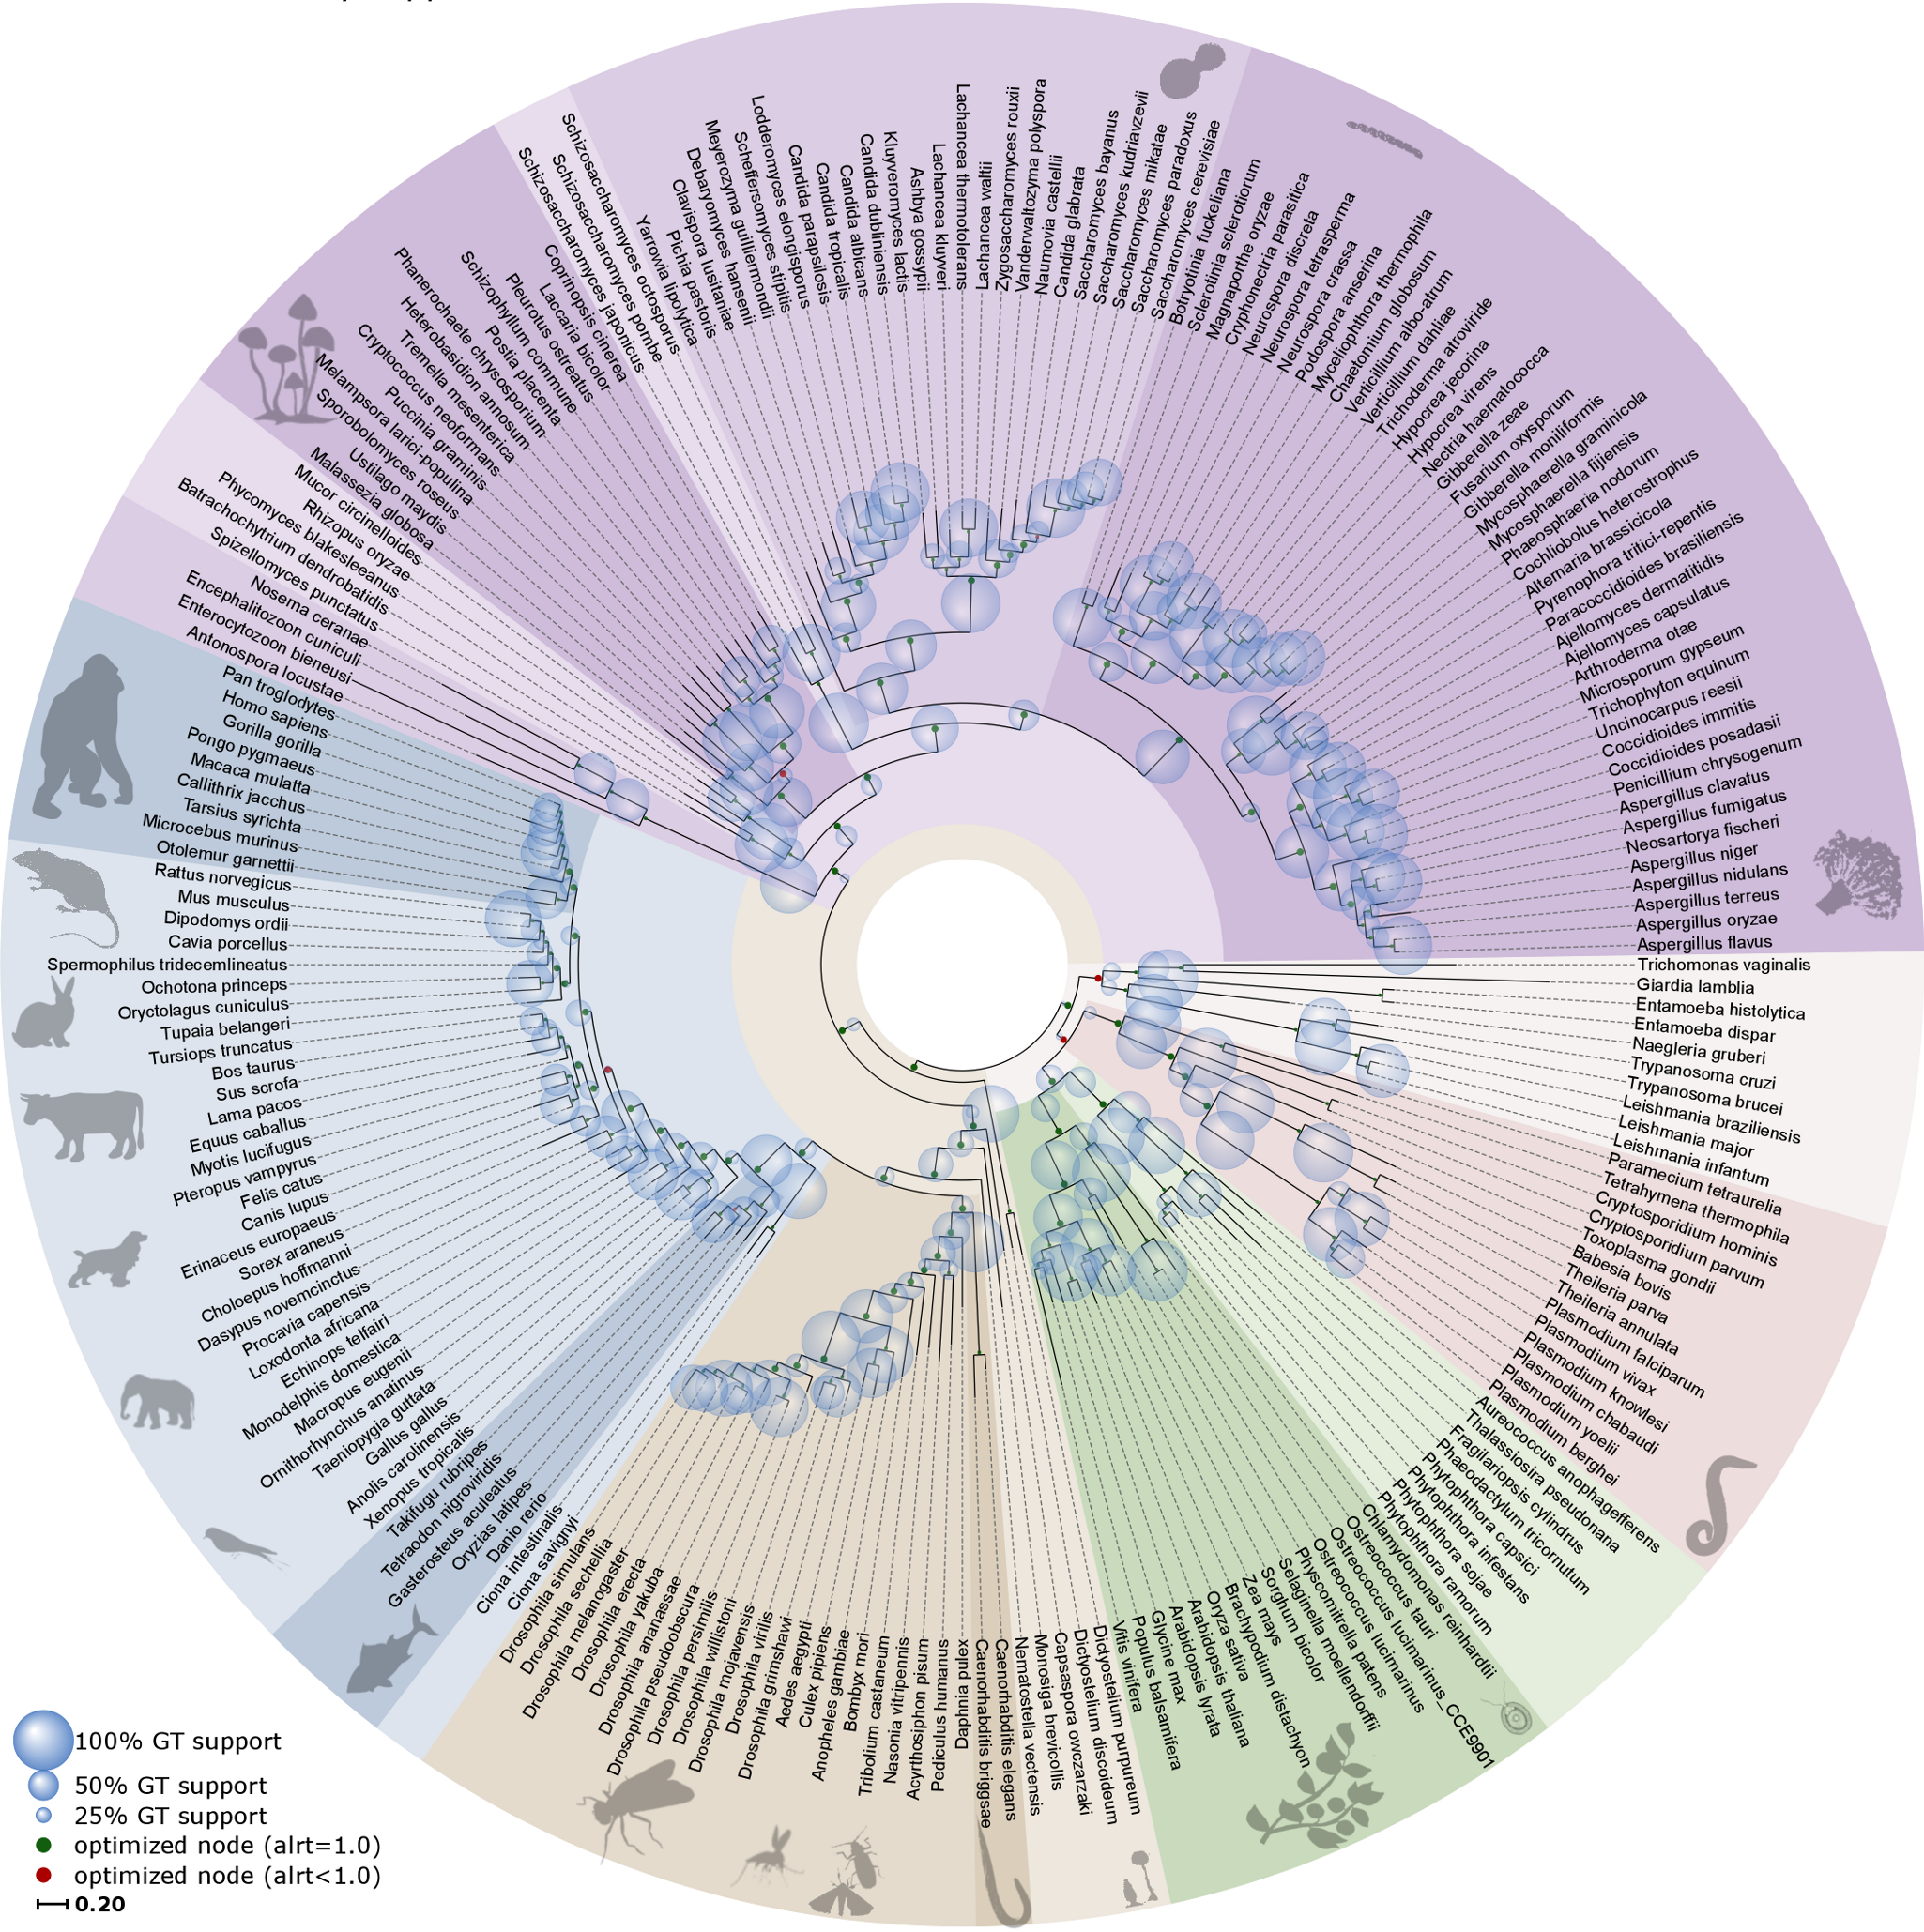 Schizosaccharomyces japonicus
Schizosaccharomyces pombe
Schizosaccharomyces octosporus
Yarrowia lipolytica
Pichia pastoris
Clavispora lusitaniae
Debaryomyces hansenii
Meyerozyma guilliermondii
Scheffersomyces stipitis
Lodderomyces elongisporus
Candida parapsilosis
Candida tropicalis
Candida albicans
Candida dubliniensis
Kluyveromyces lactis
Ashbya gossypii
Lachancea kluyveri
Lachancea thermotolerans
Lachancea waltii
Zygosaccharomyces rouxii
Vanderwaltozyma polyspora
Naumovia castellii
Candida glabrata
Saccharomyces bayanus
Saccharomyces kudriavzevii
Saccharomyces mikatae
Saccharomyces paradoxus
Saccharomyces cerevisiae
Botryotinia fuckeliana
Sclerotinia sclerotiorum
Magnaporthe oryzae
Cryphonectria parasitica
Neurospora discreta
Neurospora tetrasperma
Neurospora crassa
Podospora anserina
Myceliophthora thermophila
Chaetomium globosum
Verticillium albo-atrum
Verticillium dahliae
Trichoderma atroviride
Hypocrea jecorina
Hypocrea virens
Nectria haematococca
Gibberella zeae
Fusarium oxysporum
Gibberella moniliformis
Mycosphaerella graminicola
Mycosphaerella fijiensis
Phaeosphaeria nodorum
Cochliobolus heterostrophus
Alternaria brassicicola
Pyrenophora tritici-repentis
Paracoccidioides brasiliensis
Ajellomyces dermatitidis
Ajellomyces capsulatus
Arthroderma otae
Microsporum gypseum
Trichophyton equinum
Uncinocarpus reesii
Coccidioides immitis
Coccidioides posadasii
Penicillium chrysogenum
Aspergillus clavatus
Aspergillus fumigatus
Neosartorya fischeri
Aspergillus niger
Aspergillus nidulans
Aspergillus terreus
Aspergillus oryzae
Aspergillus flavus
Trichomonas vaginalis
Giardia lamblia
Entamoeba histolytica
Entamoeba dispar
Naegleria gruberi
Trypanosoma cruzi
Trypanosoma brucei
Leishmania braziliensis
Leishmania major
Leishmania infantum
Paramecium tetraurelia
Tetrahymena thermophila
Cryptosporidium hominis
Cryptosporidium parvum
Toxoplasma gondii
Babesia bovis
Theileria parva
Theileria annulata
Plasmodium falciparum
Plasmodium vivax
Plasmodium knowlesi
Plasmodium chabaudi
Plasmodium yoelii
Plasmodium berghei
Aureococcus anophagefferens
Thalassiosira pseudonana
Fragilariopsis cylindrus
Phaeodactylum tricornutum
Phytophthora capsici
Phytophthora infestans
Phytophthora sojae
Phytophthora ramorum
Chlamydomonas reinhardtii
Ostreococcus tauri
Ostreococcus lucimarinus_CCE9901
Ostreococcus lucimarinus
Physcomitrella patens
Selaginella moellendorffii
Sorghum bicolor
Zea mays
Brachypodium distachyon
Oryza sativa
Arabidopsis thaliana
Arabidopsis lyrata
Glycine max
Populus balsamifera
Vitis vinifera
Dictyostelium purpureum
Dictyostelium discoideum
Capsaspora owczarzaki
Monosiga brevicollis
Nematostella vectensis
Caenorhabditis elegans
Caenorhabditis briggsae
Daphnia pulex
Pediculus humanus
Acyrthosiphon pisum
Nasonia vitripennis
Tribolium castaneum
Bombyx mori
Anopheles gambiae
Culex pipiens
Aedes aegypti
Drosophila grimshawi
Drosophila virilis
Drosophila mojavensis
Drosophila willistoni
Drosophila persimilis
Drosophila pseudoobscura
Drosophila ananassae
Drosophila yakuba
Drosophila erecta
Drosophila melanogaster
Drosophila sechellia
Drosophila simulans
Ciona savignyi
Ciona intestinalis
Danio rerio
Oryzias latipes
Gasterosteus aculeatus
Tetraodon nigroviridis
Takifugu rubripes
Xenopus tropicalis
Anolis carolinensis
Gallus gallus
Taeniopygia guttata
Ornithorhynchus anatinus
Macropus eugenii
Monodelphis domestica
Echinops telfairi
Loxodonta africana
Procavia capensis
Dasypus novemcinctus
Choloepus hoffmanni
Sorex araneus
Erinaceus europaeus
Canis lupus
Felis catus
Pteropus vampyrus
Myotis lucifugus
Equus caballus
Lama pacos
Sus scrofa
Bos taurus
Tursiops truncatus
Tupaia belangeri
Oryctolagus cuniculus
Ochotona princeps
Spermophilus tridecemlineatus
Cavia porcellus
Dipodomys ordii
Mus musculus
Rattus norvegicus
Otolemur garnettii
Microcebus murinus
Tarsius syrichta
Callithrix jacchus
Macaca mulatta
Pongo pygmaeus
Gorilla gorilla
Homo sapiens
Pan troglodytes
Antonospora locustae
Enterocytozoon bieneusi
Encephalitozoon cuniculi
Nosema ceranae
Spizellomyces punctatus
Batrachochytrium dendrobatidis
Phycomyces blakesleeanus
Rhizopus oryzae
Mucor circinelloides
Malassezia globosa
Ustilago maydis
Sporobolomyces roseus
Melampsora larici-populina
Puccinia graminis
Cryptococcus neoformans
Tremella mesenterica
Heterobasidion annosum
Phanerochaete chrysosporium
Postia placenta
Schizophyllum commune
Pleurotus ostreatus
Laccaria bicolor
Coprinopsis cinerea
100% GT support
50% GT support
25% GT support
optimized node (alrt=1.0)
optimized node (alrt<1.0)
0.20